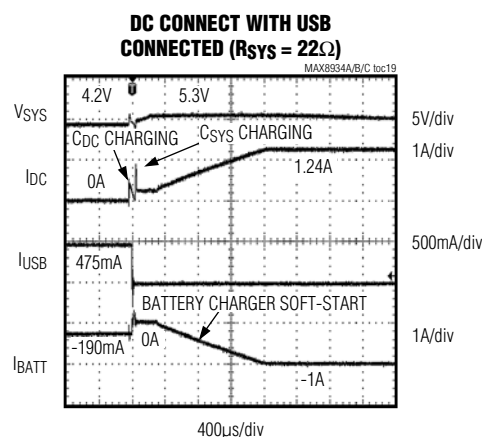 DC CONNECT WITH USB
CONNECTED (RSYS = 22Ω)
MAX8934A/B/C toc19
4.2V
5.3V
VSYS
5V/div
CDC CHARGING
CSYS CHARGING
1A/div
IDC
0A
1.24A
500mA/div
IUSB
475mA
BATTERY CHARGER SOFT-START
-190mA
0A
1A/div
IBATT
-1A
400µs/div